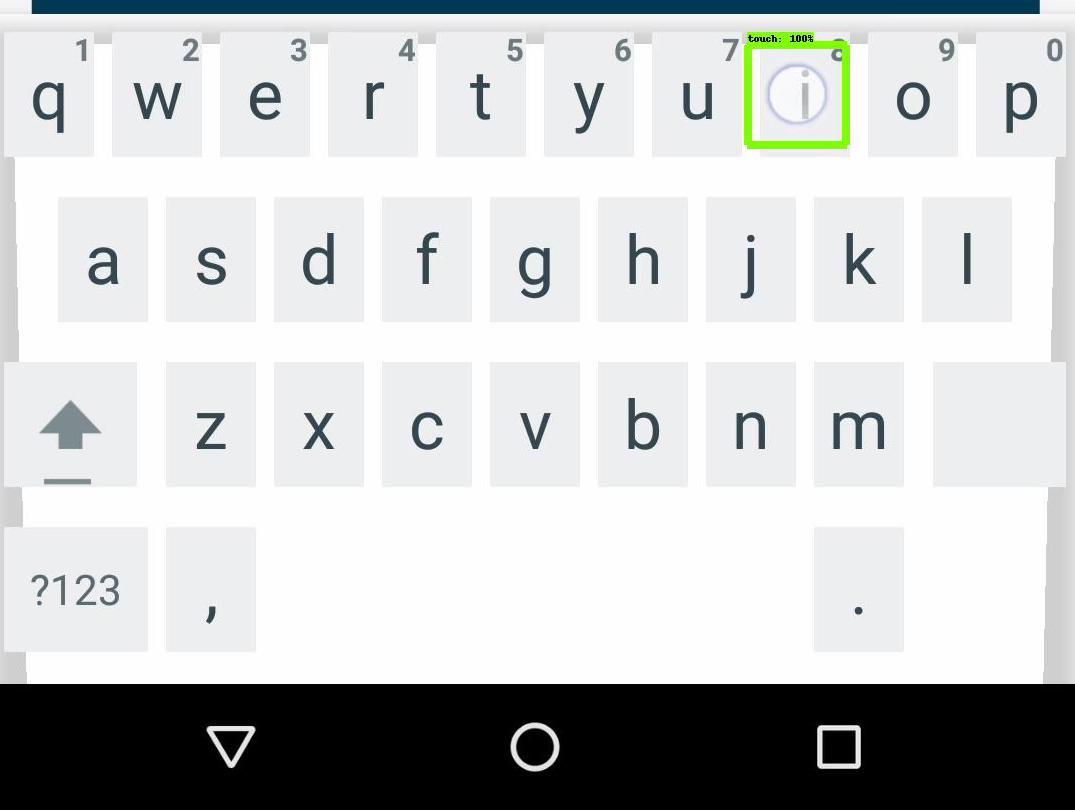 touch: 100%
1 2 3 4 5 6 7 8 9 0
q w e r t y u i o p
a s d f g h j k l
z x c v b n m
?123 , .